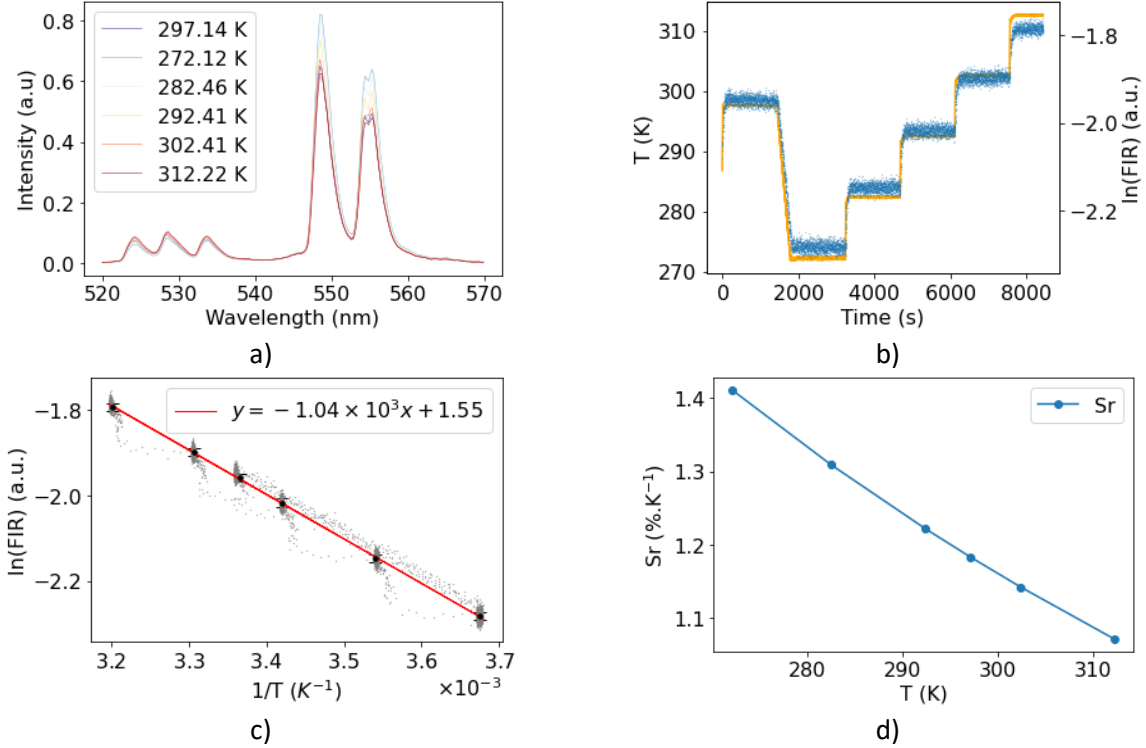 0.8
0.6
0.4
0.2
0.0
Intensity (a.u)
297.14 K
272.12 K
282.46 K
292.41 K
302.41 K
312.22 K
520 530 540 550 560 570
Wavelength (nm)
a)
310
300
290
280
270
T (K)
−1.8
−2.0
−2.2
ln(FIR) (a.u.)
0 2000 4000 6000 8000
Time (s)
b)
−1.8
−2.0
−2.2
ln(FIR) (a.u.)
y = − 1.04 × 10³x + 1.55
3.2 3.3 3.4 3.5 3.6 3.7
1/T (K⁻¹)
×10⁻³
c)
1.4
1.3
1.2
1.1
Sr (%.K⁻¹)
Sr
280 290 300 310
T (K)
d)